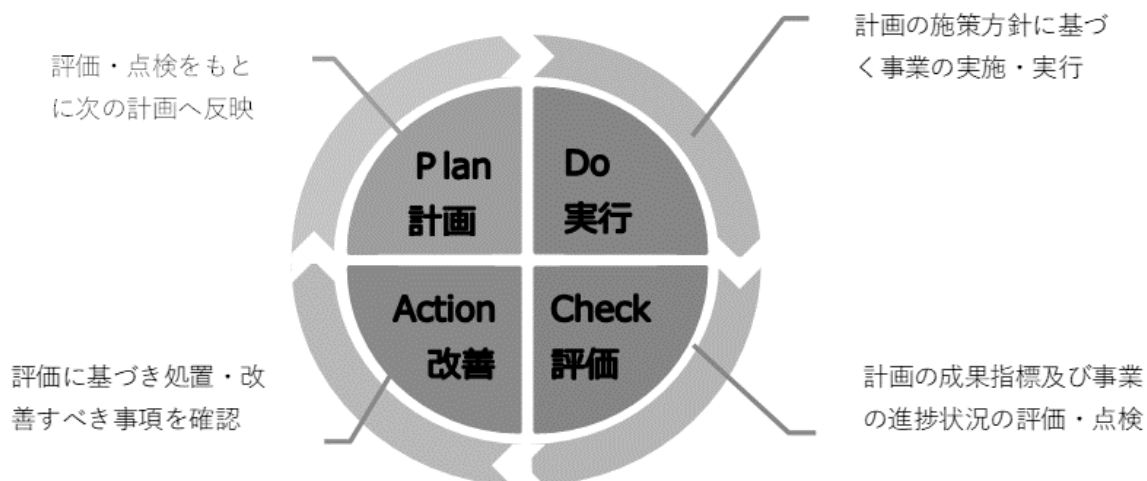 評価・点検をもと
に次の計画へ反映
計画の施策方針に基づ
く事業の実施・実行
Plan
計画
Do
実行
Action
改善
Check
評価
評価に基づき処置・改
善すべき事項を確認
計画の成果指標及び事業
の進捗状況の評価・点検